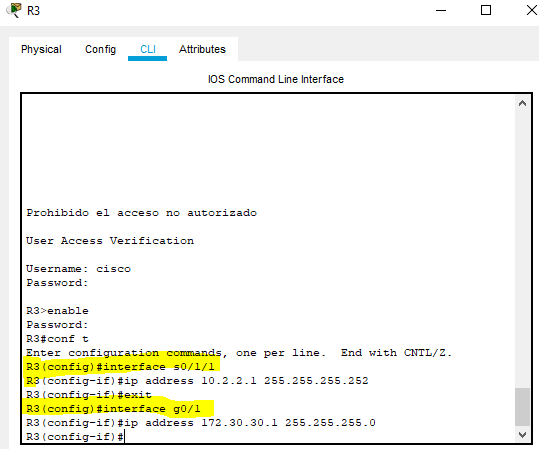 R3
Physical Config CLI Attributes
IOS Command Line Interface
Prohibido el acceso no autorizado
User Access Verification
Username: cisco
Password:
R3>enable
Password:
R3#conf t
Enter configuration commands, one per line.  End with CNTL/Z.
R3(config)#interface s0/1/1
R3(config-if)#ip address 10.2.2.1 255.255.255.252
R3(config-if)#exit
R3(config)#interface g0/1
R3(config-if)#ip address 172.30.30.1 255.255.255.0
R3(config-if)#